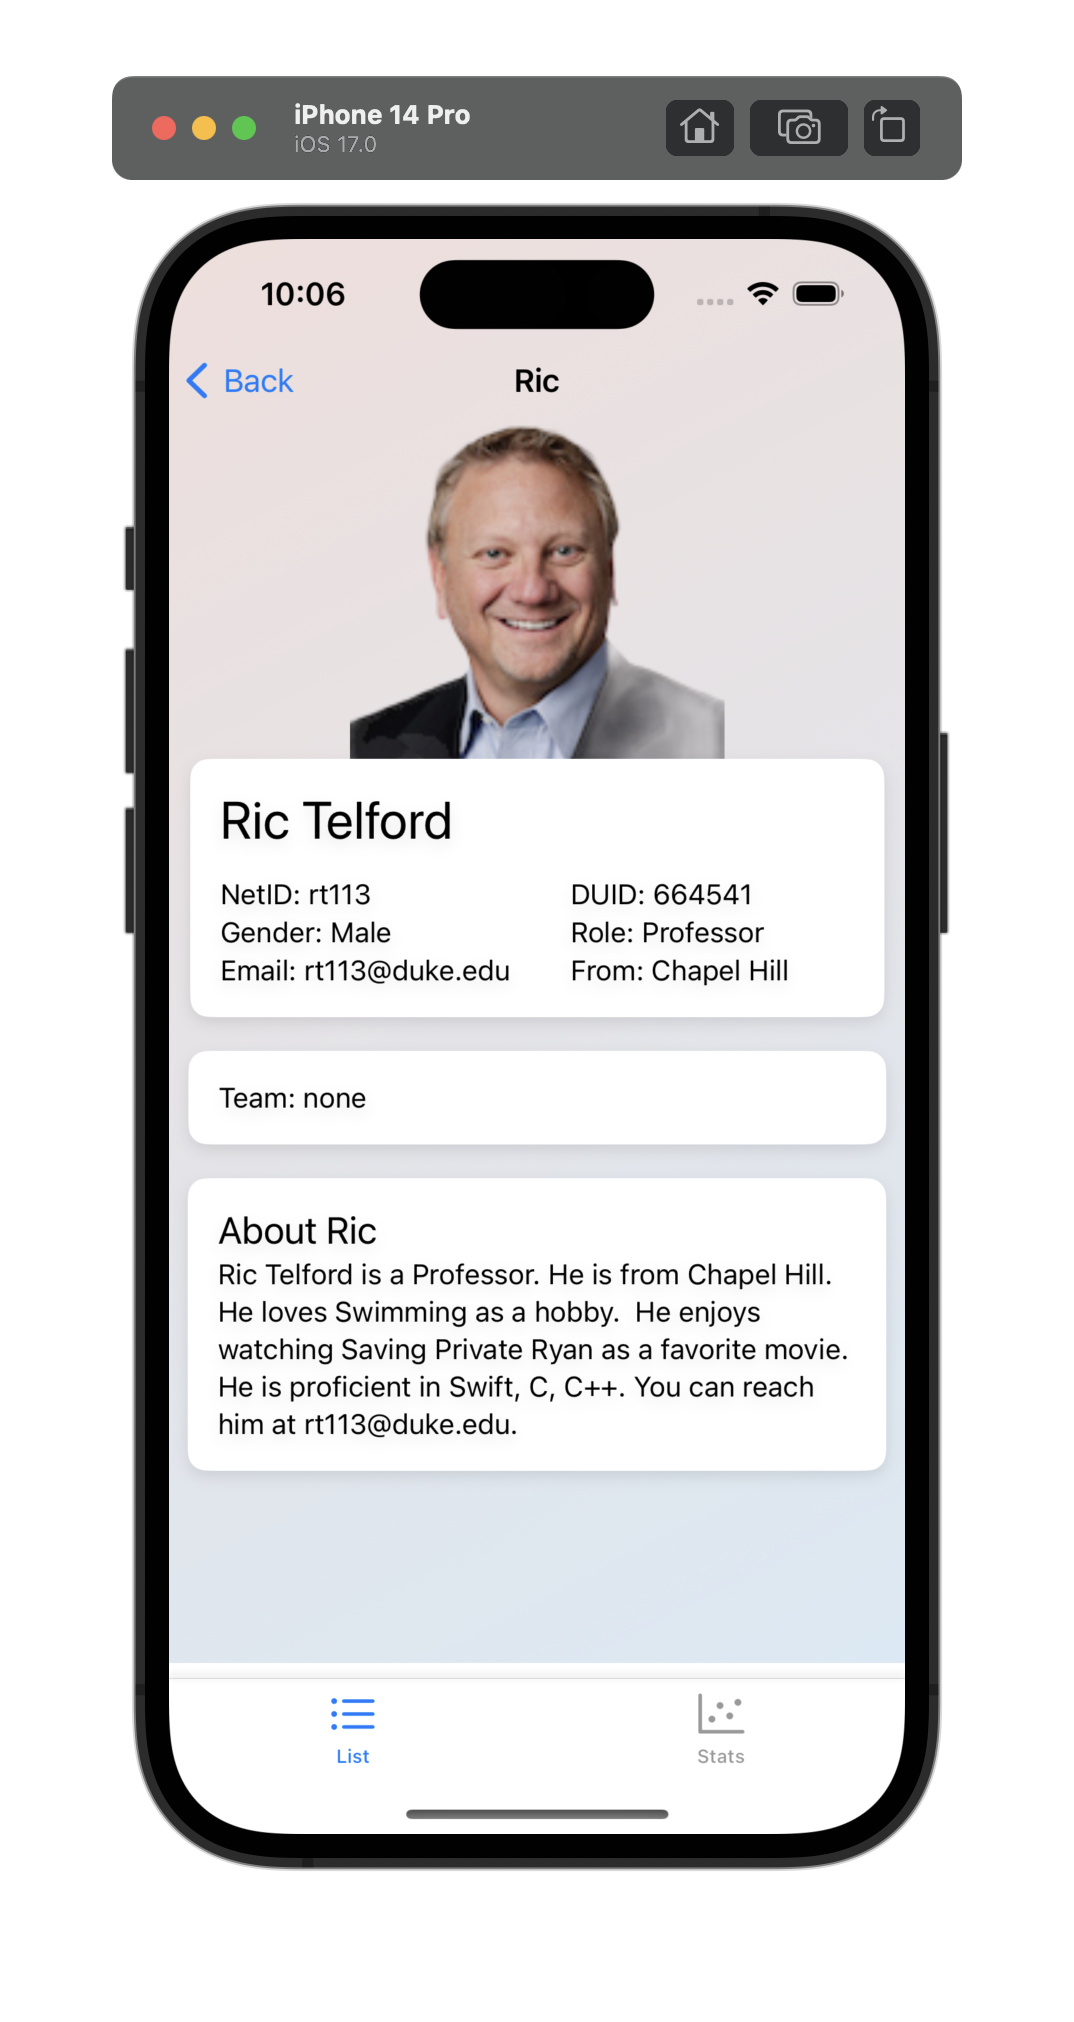 iPhone 14 Pro
iOS 17.0
10:06
Back
Ric
Ric Telford
NetID: rt113
DUID: 664541
Gender: Male
Role: Professor
Email: rt113@duke.edu
From: Chapel Hill
Team: none
About Ric
Ric Telford is a Professor. He is from Chapel Hill.
He loves Swimming as a hobby.  He enjoys
watching Saving Private Ryan as a favorite movie.
He is proficient in Swift, C, C++. You can reach
him at rt113@duke.edu.
List
Stats